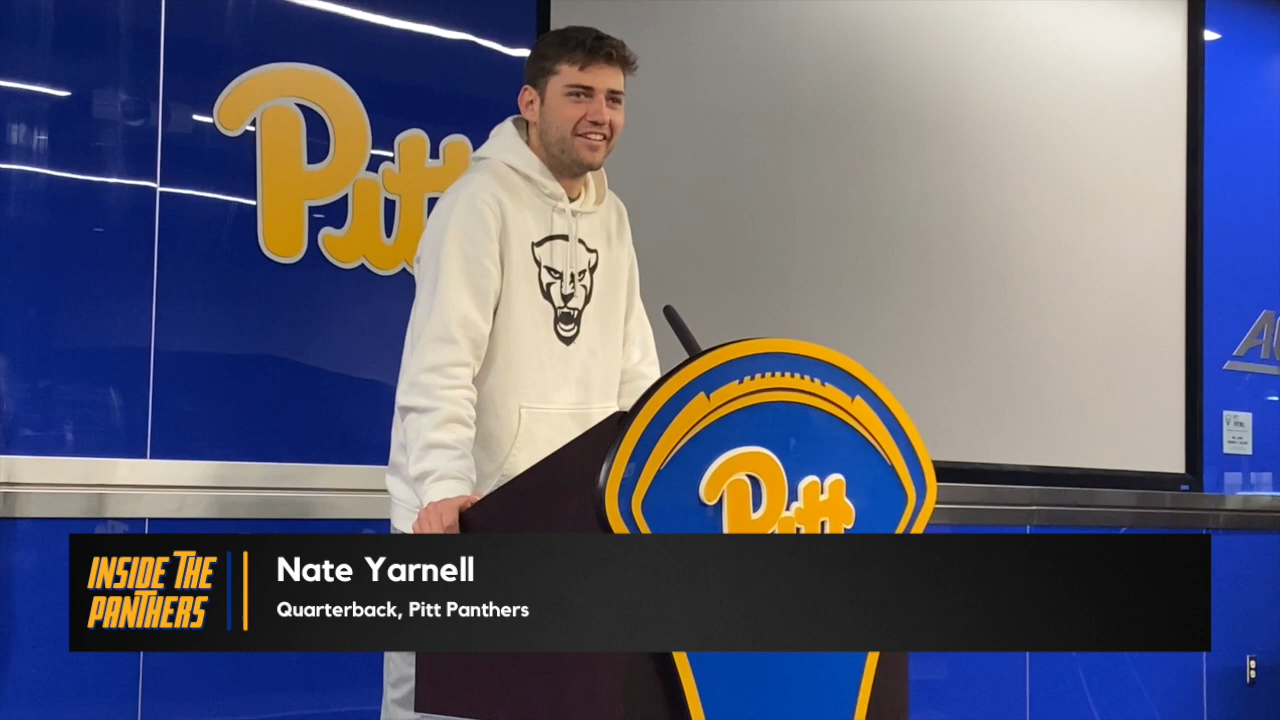 Pitt
Pitt
INSIDE THE
PANTHERS
Nate Yarnell
Quarterback, Pitt Panthers